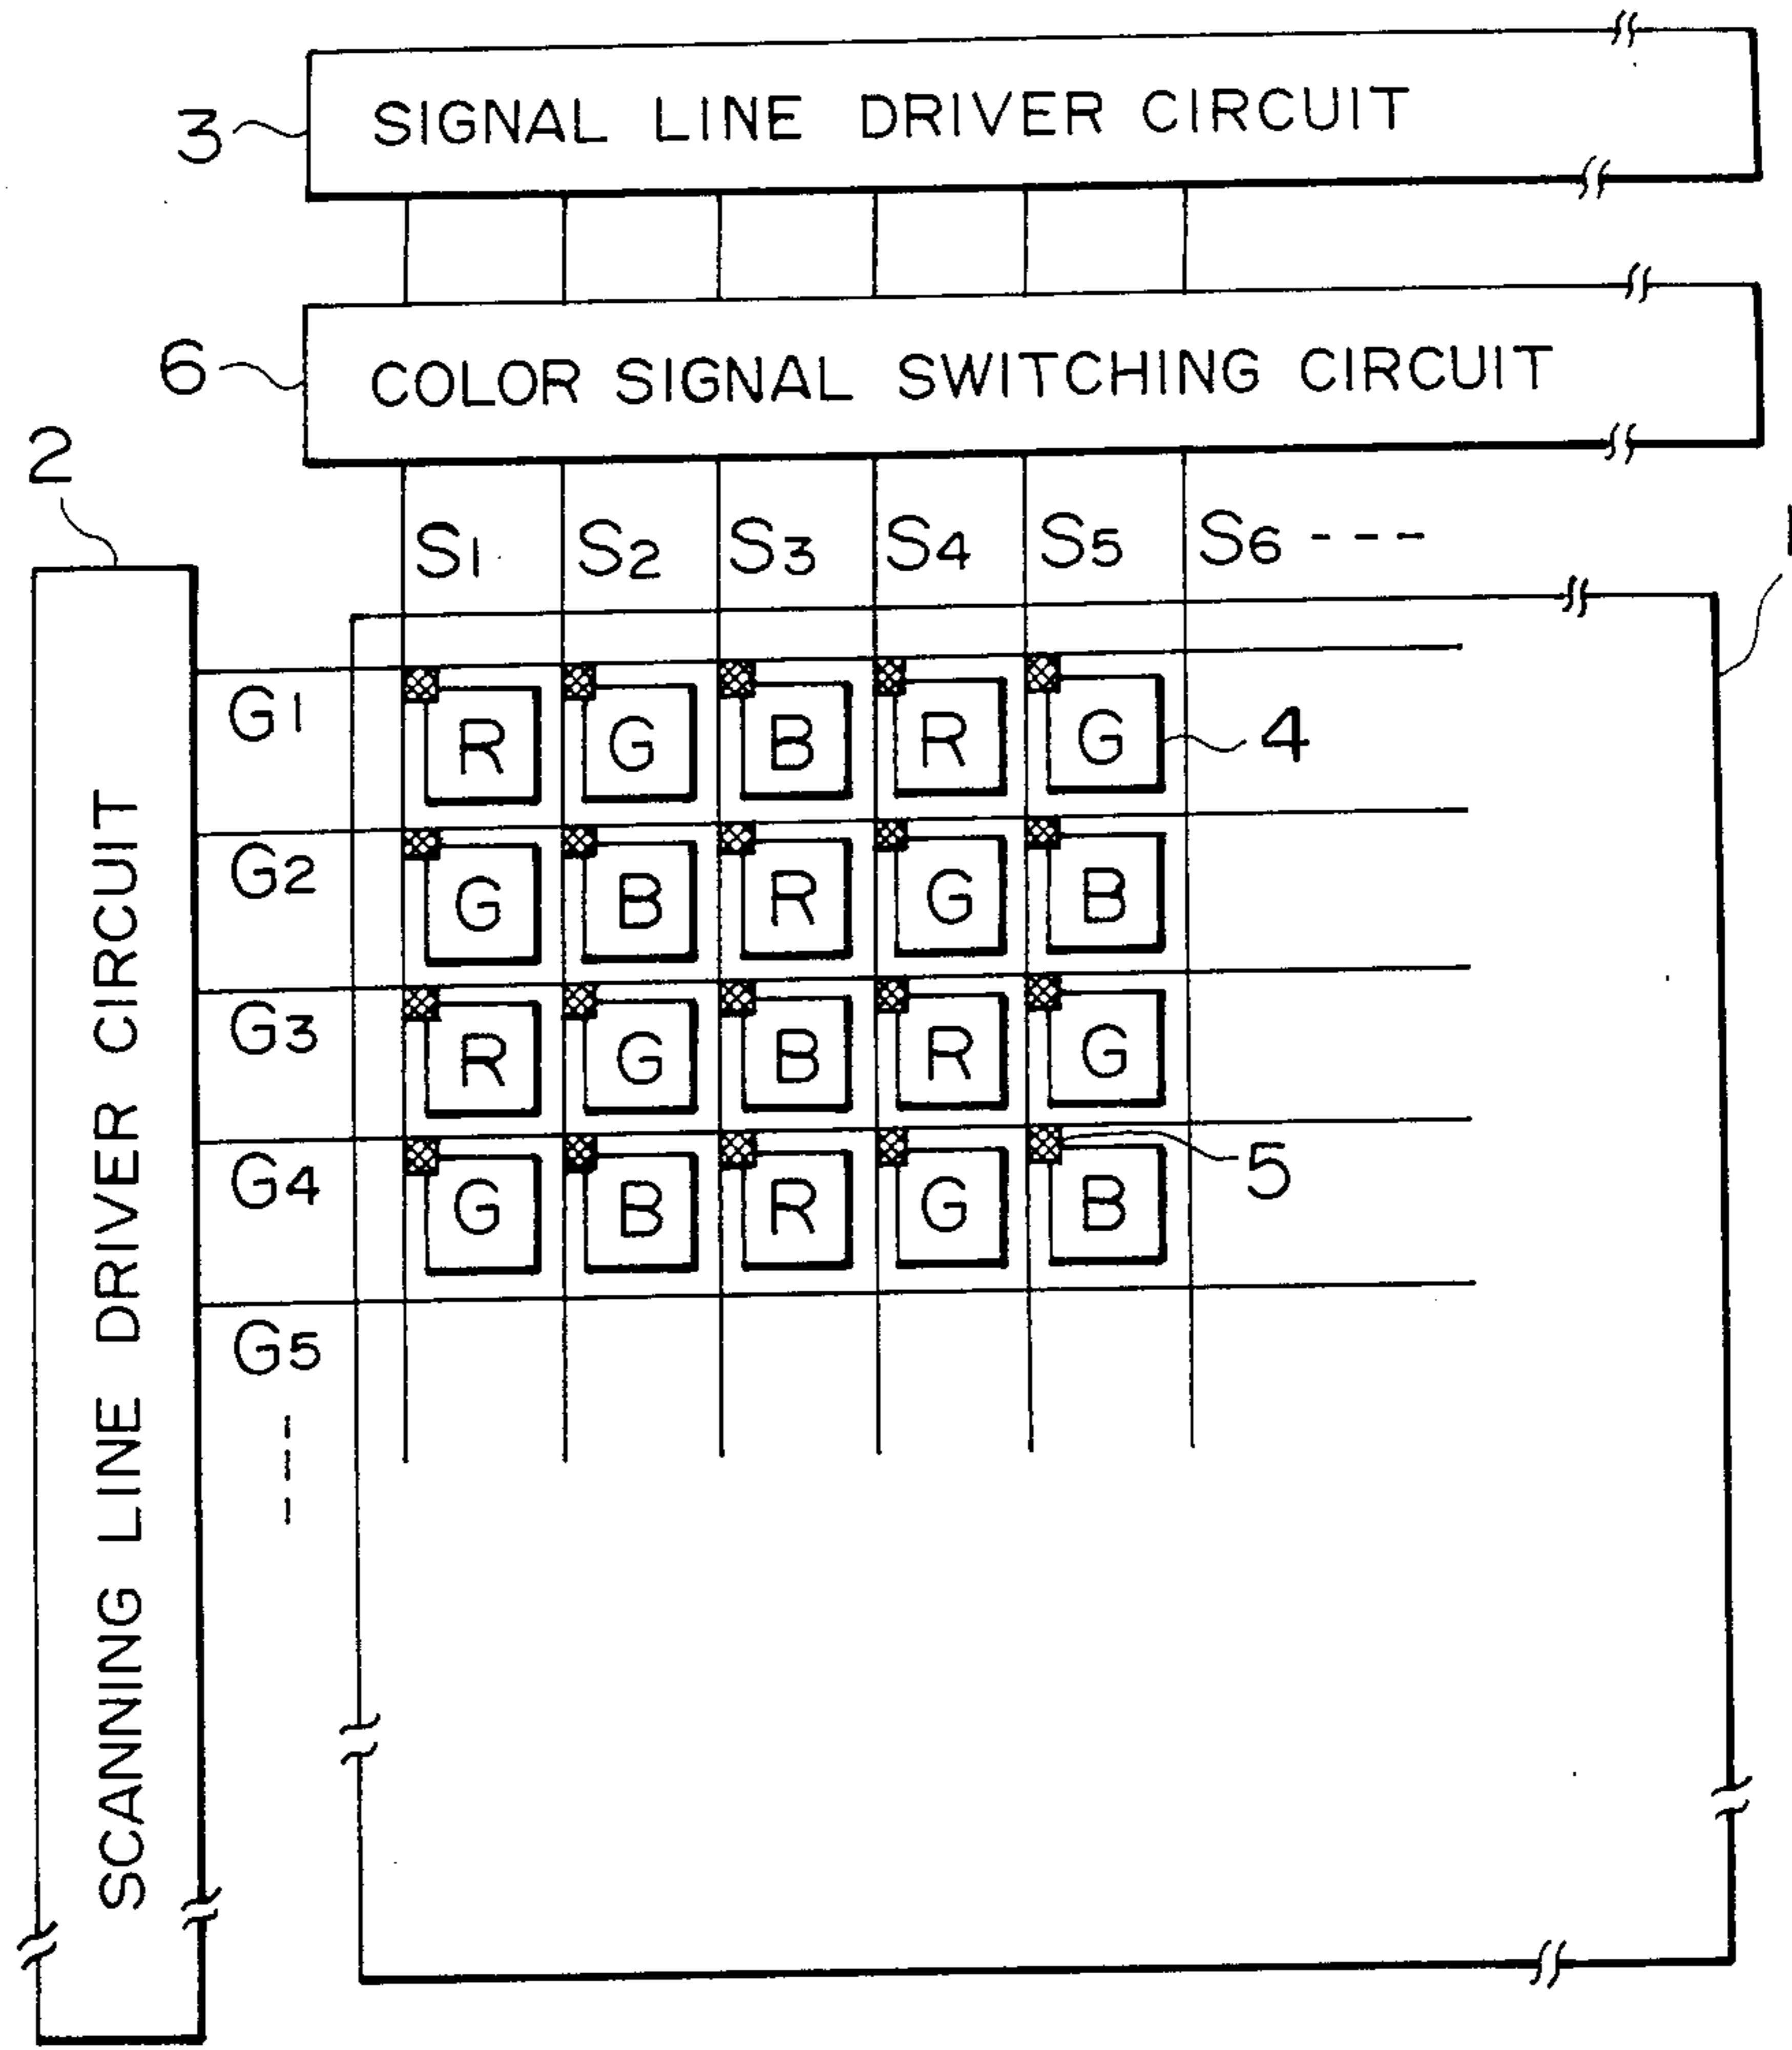 3 SIGNAL LINE DRIVER CIRCUIT
6 COLOR SIGNAL SWITCHING CIRCUIT
2
S1 S2 S3 S4 S5 S6 ---
1
G1 R G B R G 4
G2 G B R G B
G3 R G B R G
G4 G B R G B 5
G5
SCANNING LINE DRIVER CIRCUIT